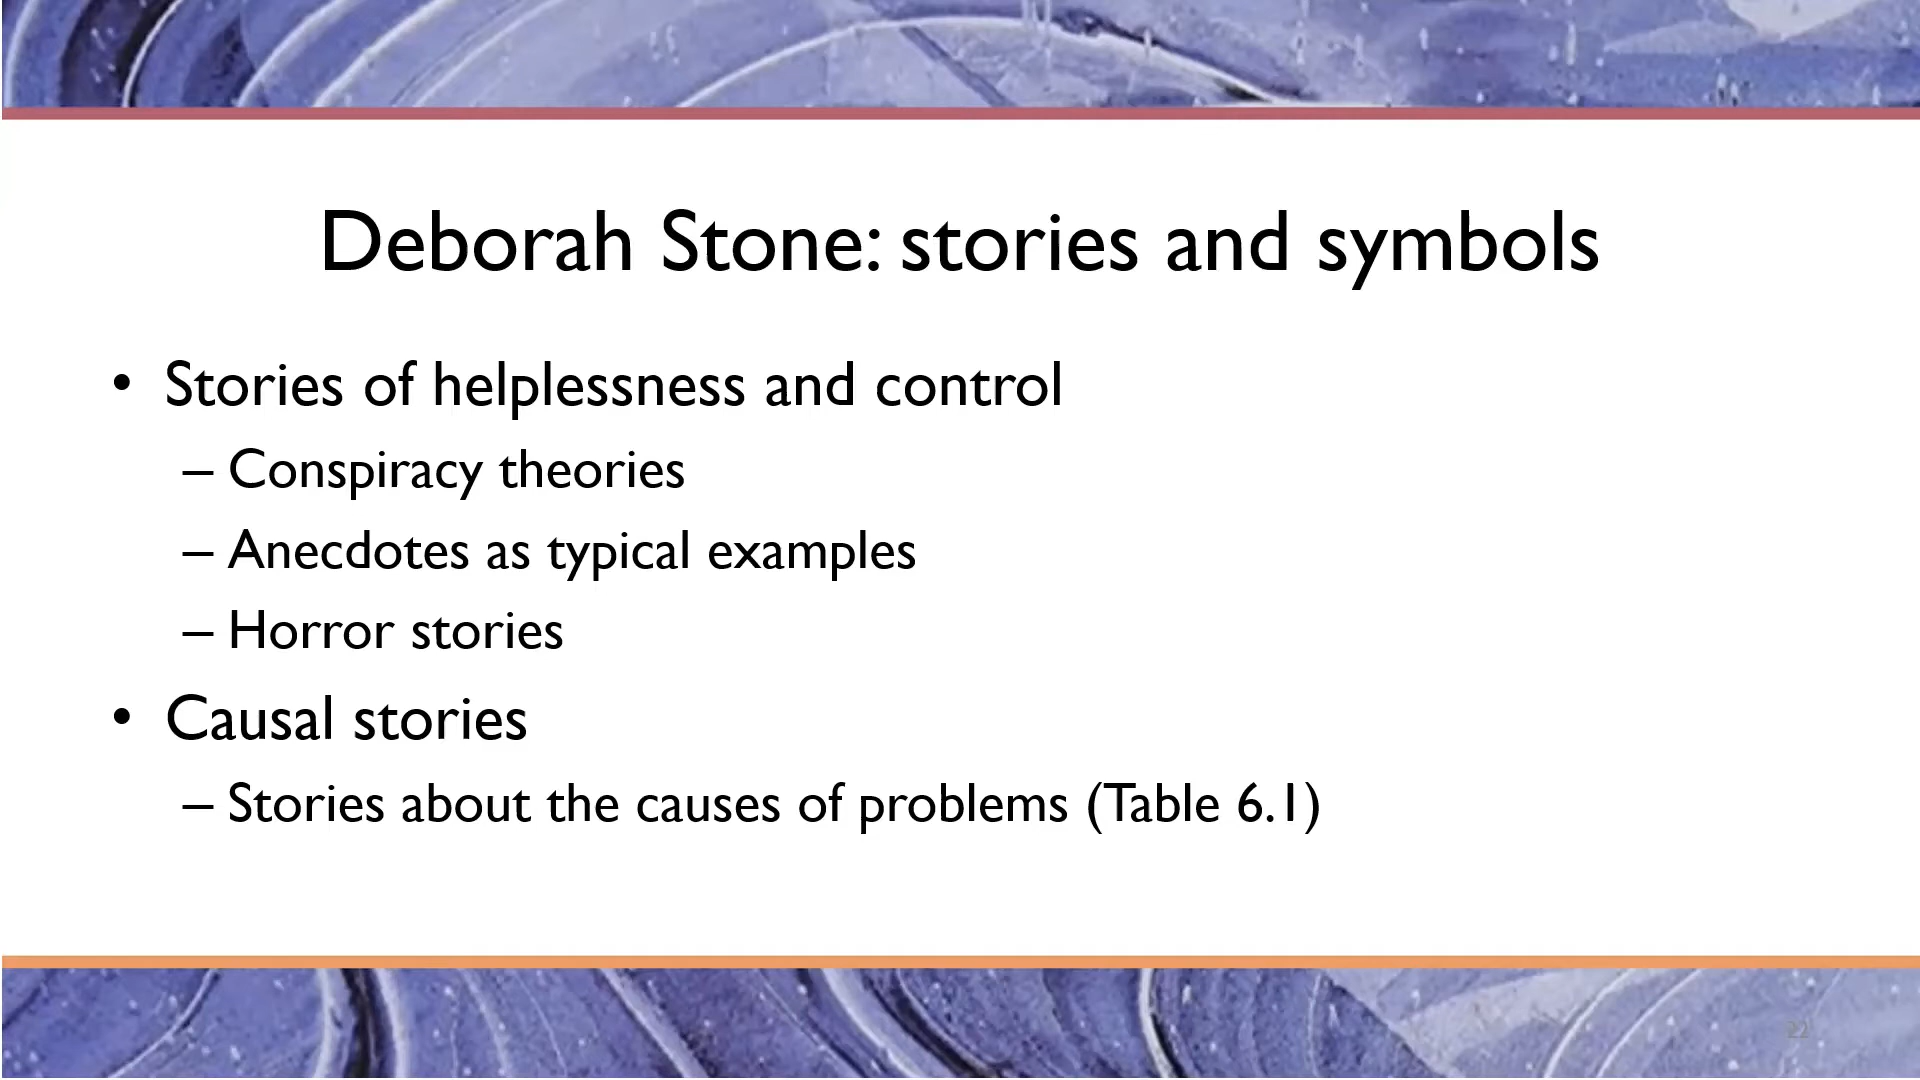 Deborah Stone: stories and symbols
• Stories of helplessness and control
– Conspiracy theories
– Anecdotes as typical examples
– Horror stories
• Causal stories
– Stories about the causes of problems (Table 6.1)
22